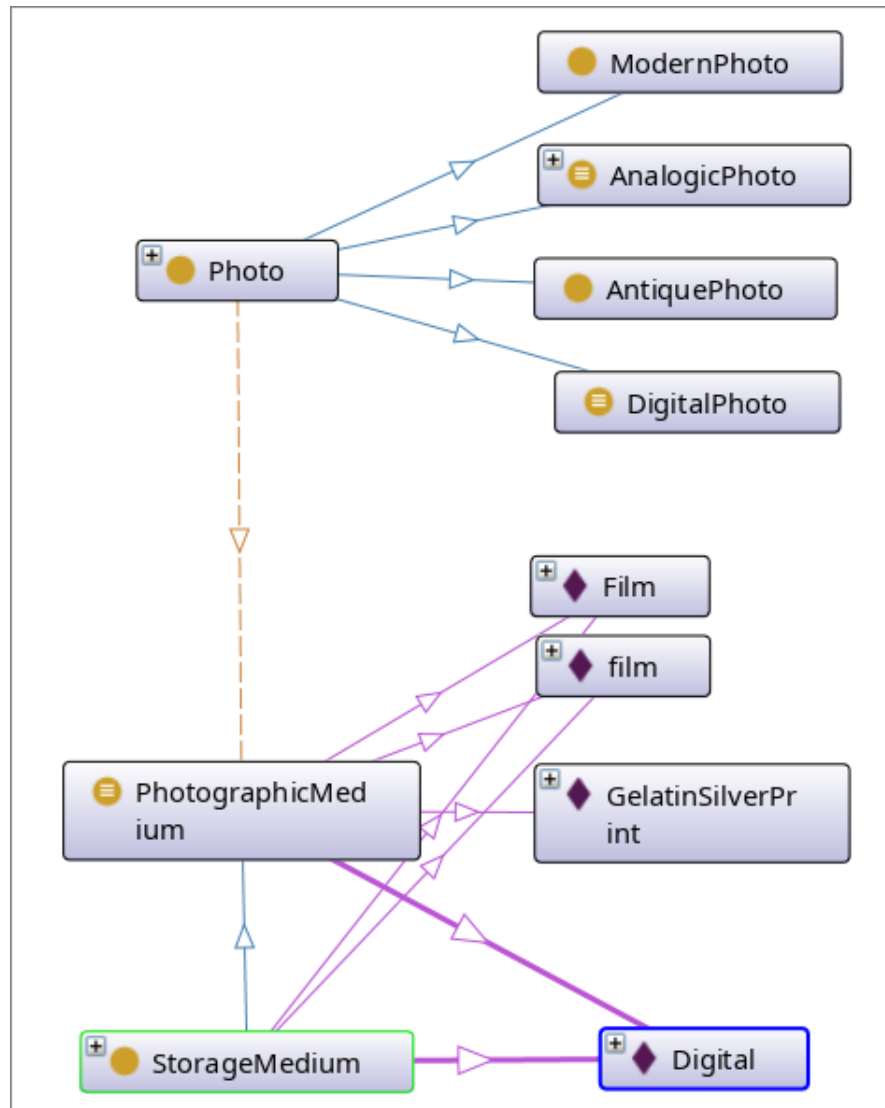 ModernPhoto
AnalogicPhoto
Photo
AntiquePhoto
DigitalPhoto
Film
film
PhotographicMed
ium
GelatinSilverPr
int
StorageMedium
Digital